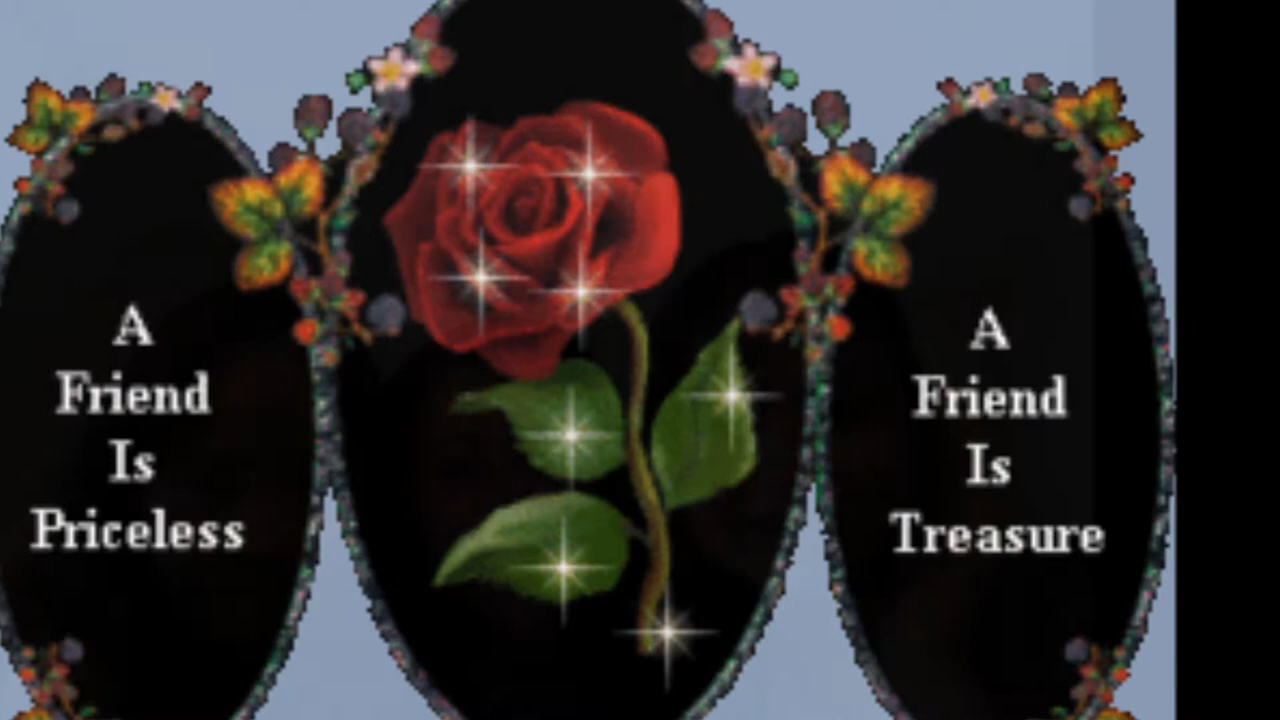 A
Friend
Is
Priceless
A
Friend
Is
Treasure